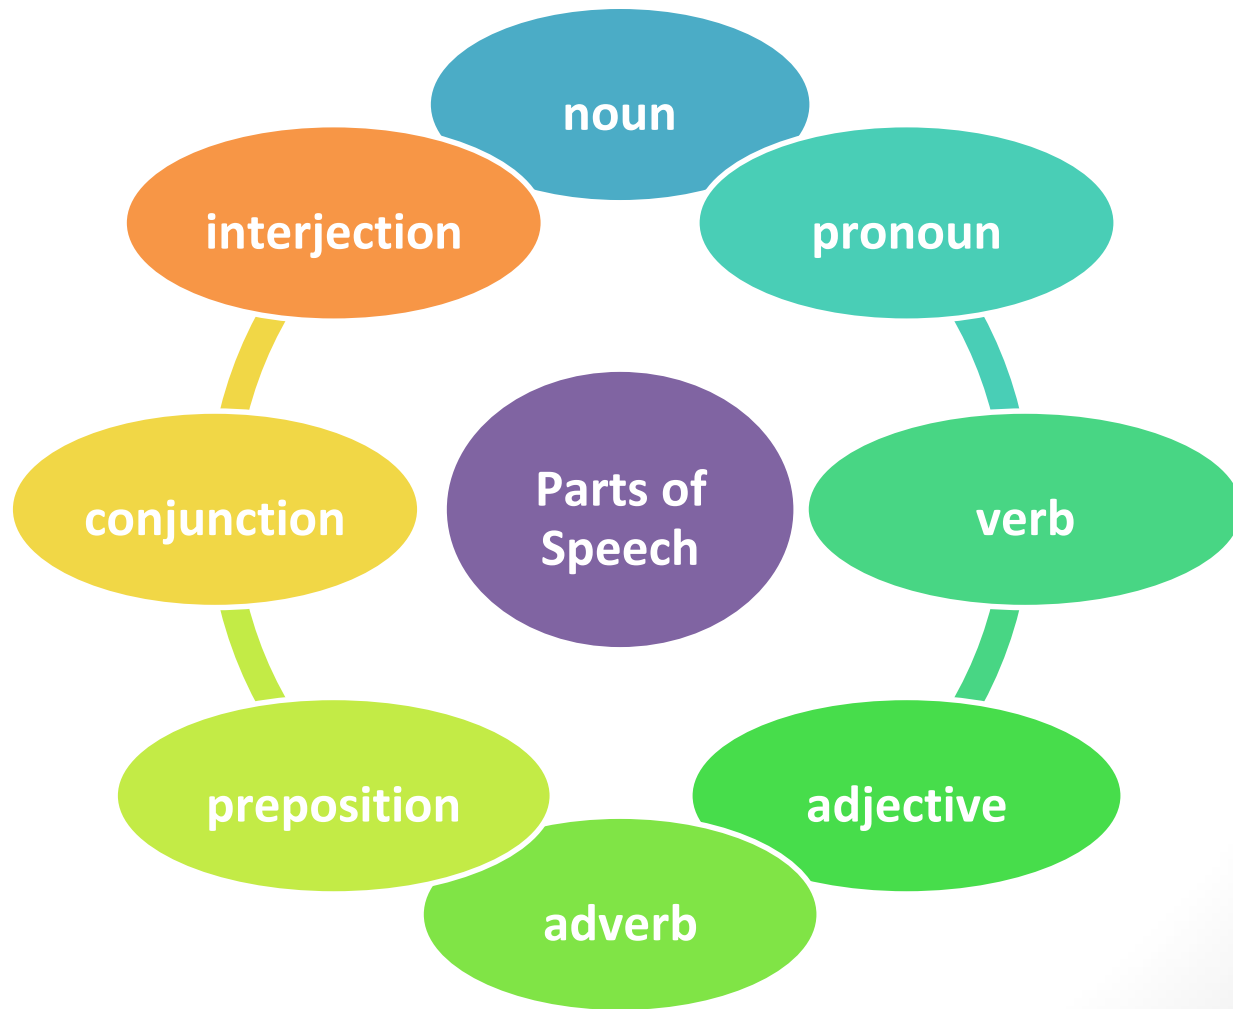 noun
interjection
pronoun
Parts of
Speech
conjunction
verb
preposition
adjective
adverb